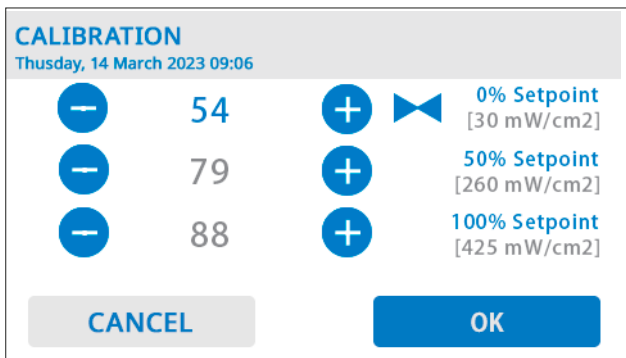 CALIBRATION
Thusday, 14 March 2023 09:06
- 54 + 0% Setpoint
[30 mW/cm2]
- 79 + 50% Setpoint
[260 mW/cm2]
- 88 + 100% Setpoint
[425 mW/cm2]
CANCEL OK